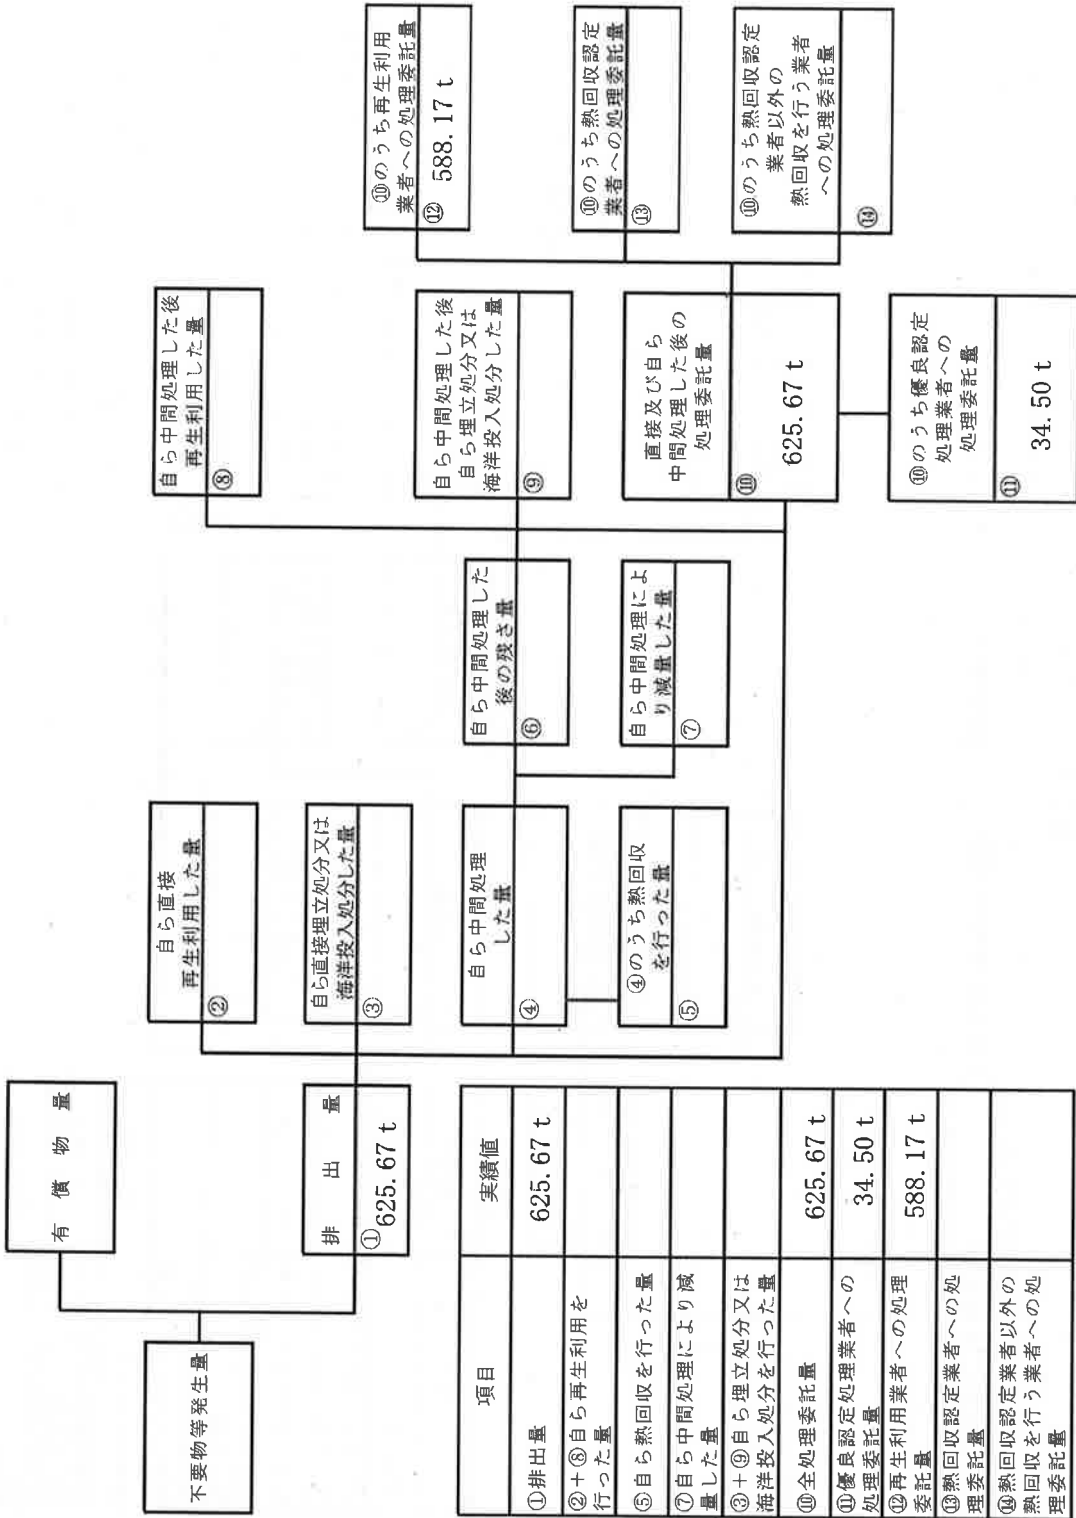 不要物等発生量
有償物量
排出量
①625.67 t
自ら直接
再生利用した量
②
自ら直接埋立処分又は
海洋投入処分した量
③
自ら中間処理
した量
④
④のうち熱回収
を行った量
⑤
自ら中間処理した
後の残さ量
⑥
自ら中間処理によ
り減量した量
⑦
自ら中間処理した後
再生利用した量
⑧
自ら中間処理した後
自ら埋立処分又は
海洋投入処分した量
⑨
直接及び自ら
中間処理した後の
処理委託量
⑩
625.67 t
⑩のうち優良認定
処理業者への
処理委託量
⑪
34.50 t
⑩のうち再生利用
業者への処理委託量
⑫ 588.17 t
⑩のうち熱回収認定
業者への処理委託量
⑬
⑩のうち熱回収認定
業者以外の
熱回収を行う業者
への処理委託量
⑭
項目 実績値
①排出量 625.67 t
②+⑧自ら再生利用を
行った量
⑤自ら熱回収を行った量
⑦自ら中間処理により減
量した量
③+⑨自ら埋立処分又は
海洋投入処分を行った量
⑩全処理委託量 625.67 t
⑪優良認定処理業者への
処理委託量 34.50 t
⑫再生利用業者への処理
委託量 588.17 t
⑬熱回収認定業者への処
理委託量
⑭熱回収認定業者以外の
熱回収を行う業者への処
理委託量